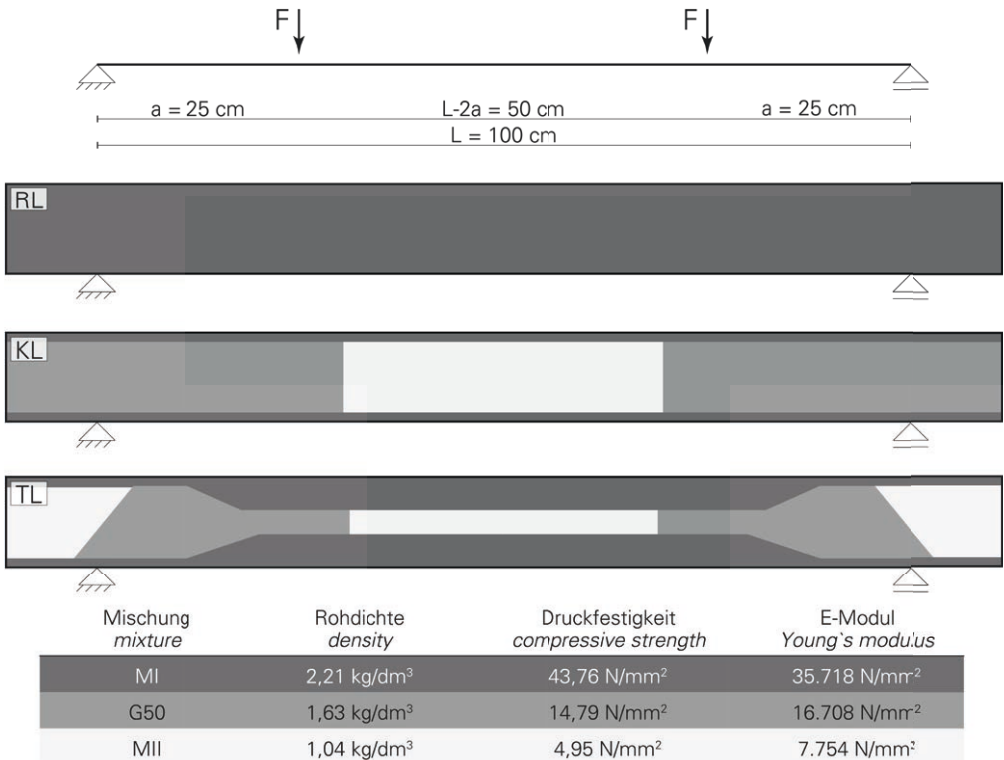 F F
a = 25 cm L-2a = 50 cm a = 25 cm
L = 100 cm
RL
KL
TL
Mischung Rohdichte Druckfestigkeit E-Modul
mixture density compressive strength Young`s modulus
MI 2,21 kg/dm³ 43,76 N/mm² 35.718 N/mm²
G50 1,63 kg/dm³ 14,79 N/mm² 16.708 N/mm²
MII 1,04 kg/dm³ 4,95 N/mm² 7.754 N/mm²